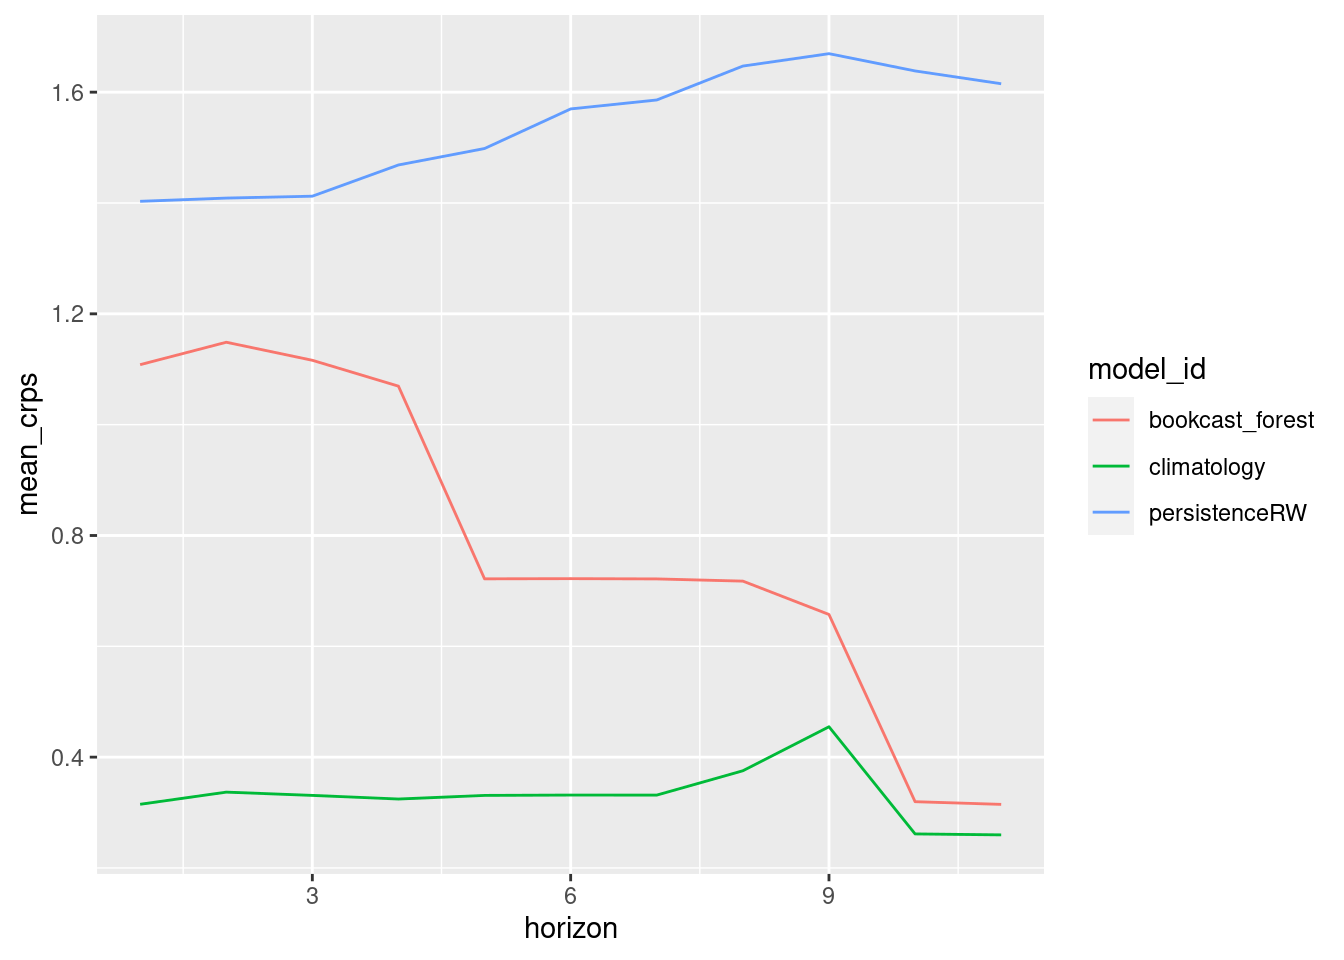 mean_crps
1.6
1.2
0.8
0.4
3 6 9
horizon
model_id
bookcast_forest
climatology
persistenceRW